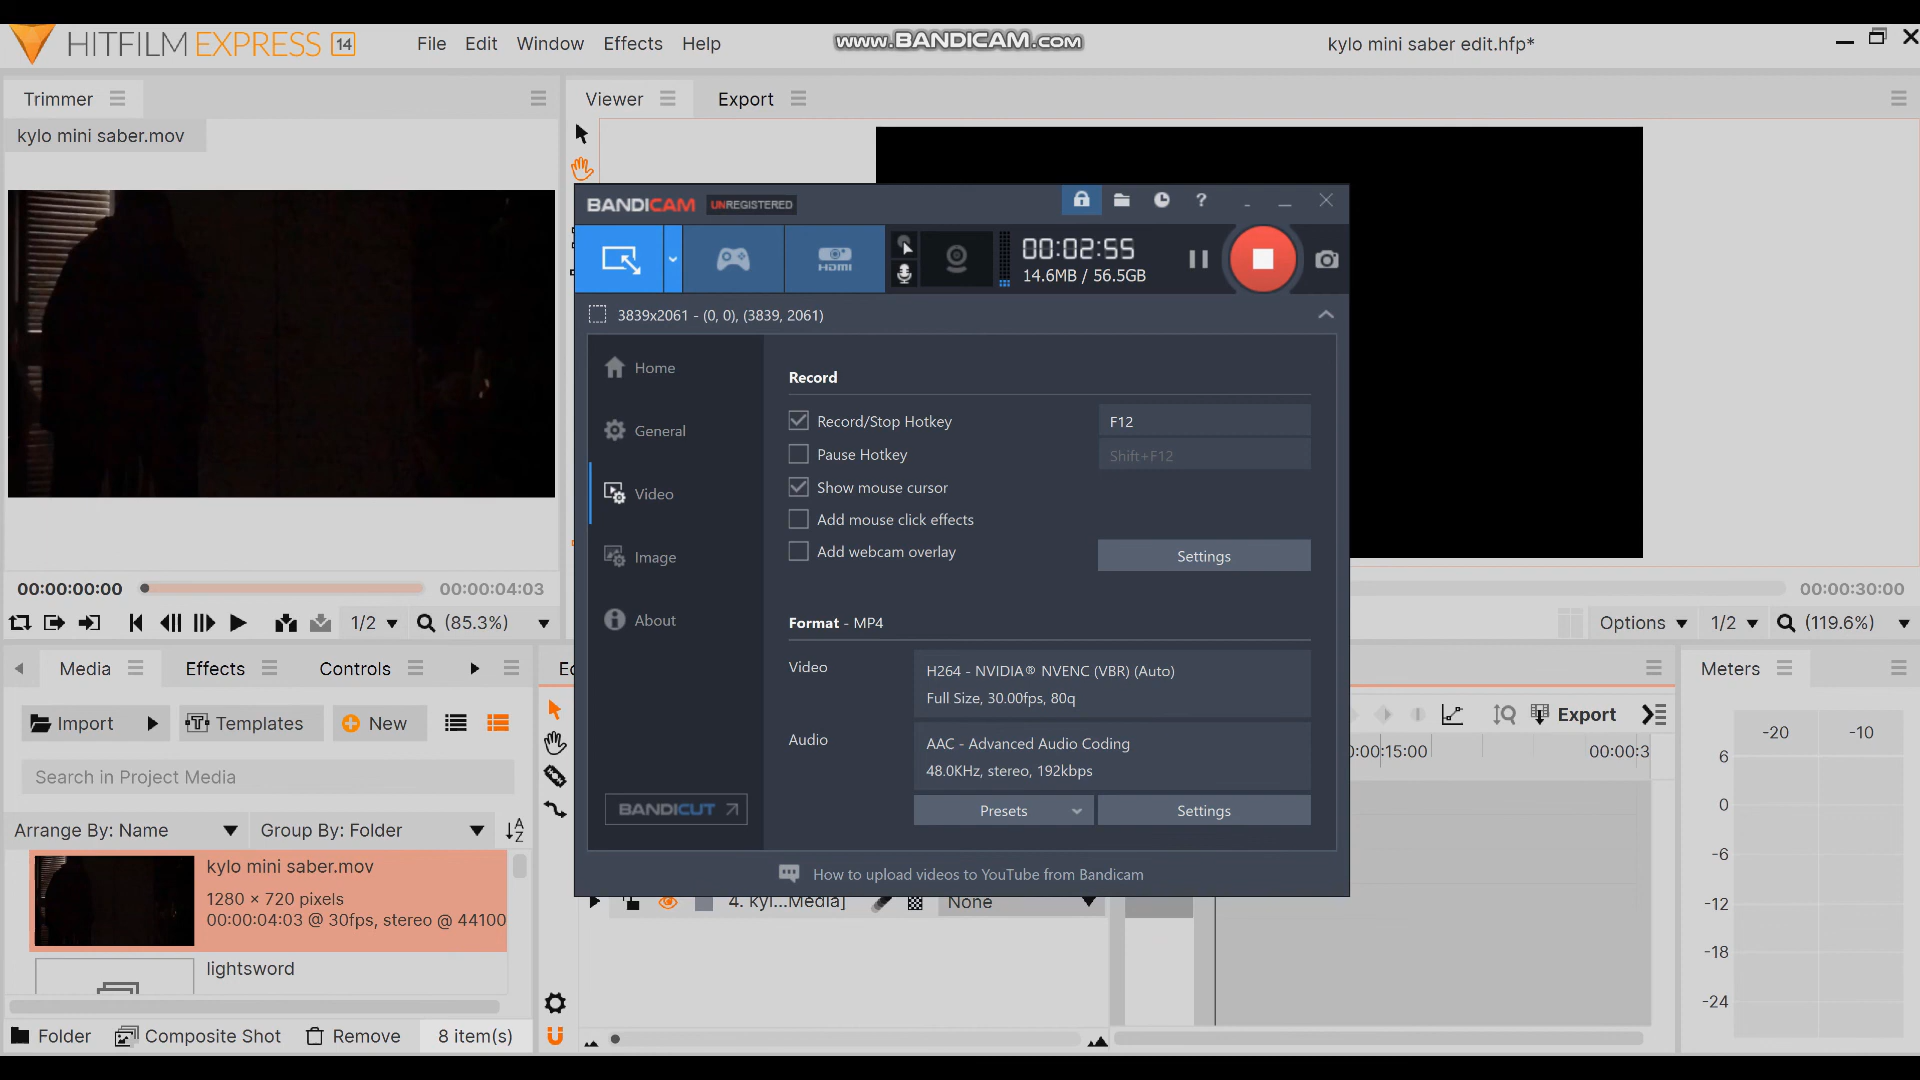 HITFILM EXPRESS 14
File Edit Window Effects Help
www.BANDICAM.com
kylo mini saber edit.hfp*
Trimmer
Viewer
Export
kylo mini saber.mov
BANDICAM UNREGISTERED
?
HDMI
00:02:55
14.6MB / 56.5GB
3839x2061 - (0, 0), (3839, 2061)
Home
General
Video
Image
About
BANDICUT
Record
Record/Stop Hotkey F12
Pause Hotkey Shift+F12
Show mouse cursor
Add mouse click effects
Add webcam overlay
Settings
Format - MP4
Video
H264 - NVIDIA® NVENC (VBR) (Auto)
Full Size, 30.00fps, 80q
Audio
AAC - Advanced Audio Coding
48.0KHz, stereo, 192kbps
Presets
Settings
How to upload videos to YouTube from Bandicam
00:00:00:00
00:00:04:03
1/2
(85.3%)
00:00:30:00
Options
1/2
(119.6%)
Media
Effects
Controls
Import
Templates
New
Search in Project Media
Arrange By: Name
Group By: Folder
A
Z
kylo mini saber.mov
1280 × 720 pixels
00:00:04:03 @ 30fps, stereo @ 44100
lightsword
Folder
Composite Shot
Remove
8 item(s)
Export
0:00:15:00
00:00:3
4. kyl...Media]
None
Meters
-20
-10
6
0
-6
-12
-18
-24